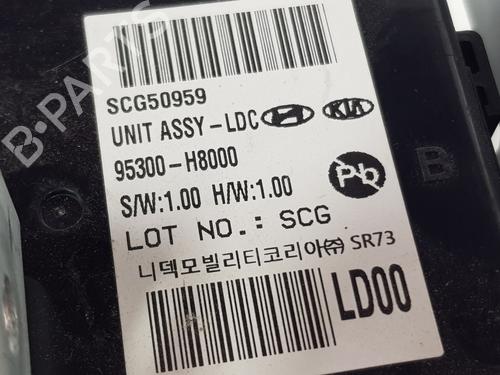 SCG50959
UNIT ASSY-LDC
KIA
95300-H8000
Pb
B
S/W:1.00 H/W:1.00
LOT NO.: SCG
니덱모빌리티코리아㈜ SR73
LD00